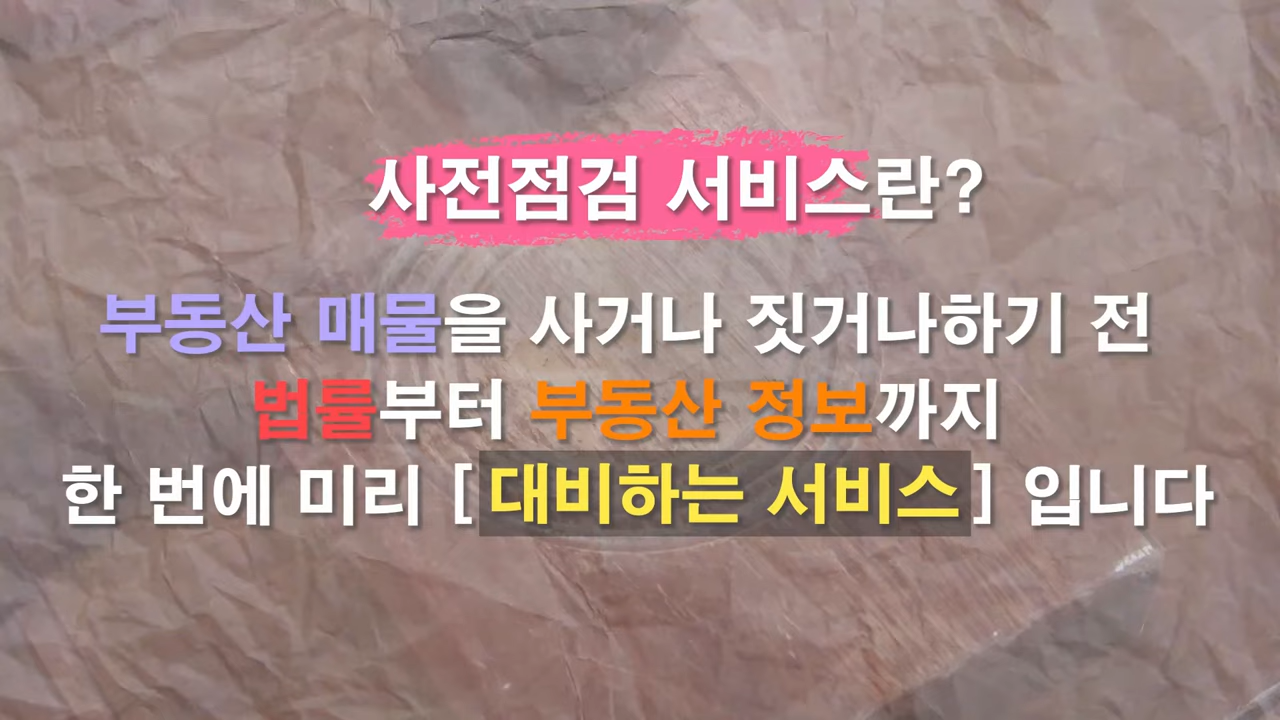 사전점검 서비스란?
부동산 매물을 사거나 짓거나하기 전
법률부터 부동산 정보까지
한 번에 미리 [대비하는 서비스] 입니다